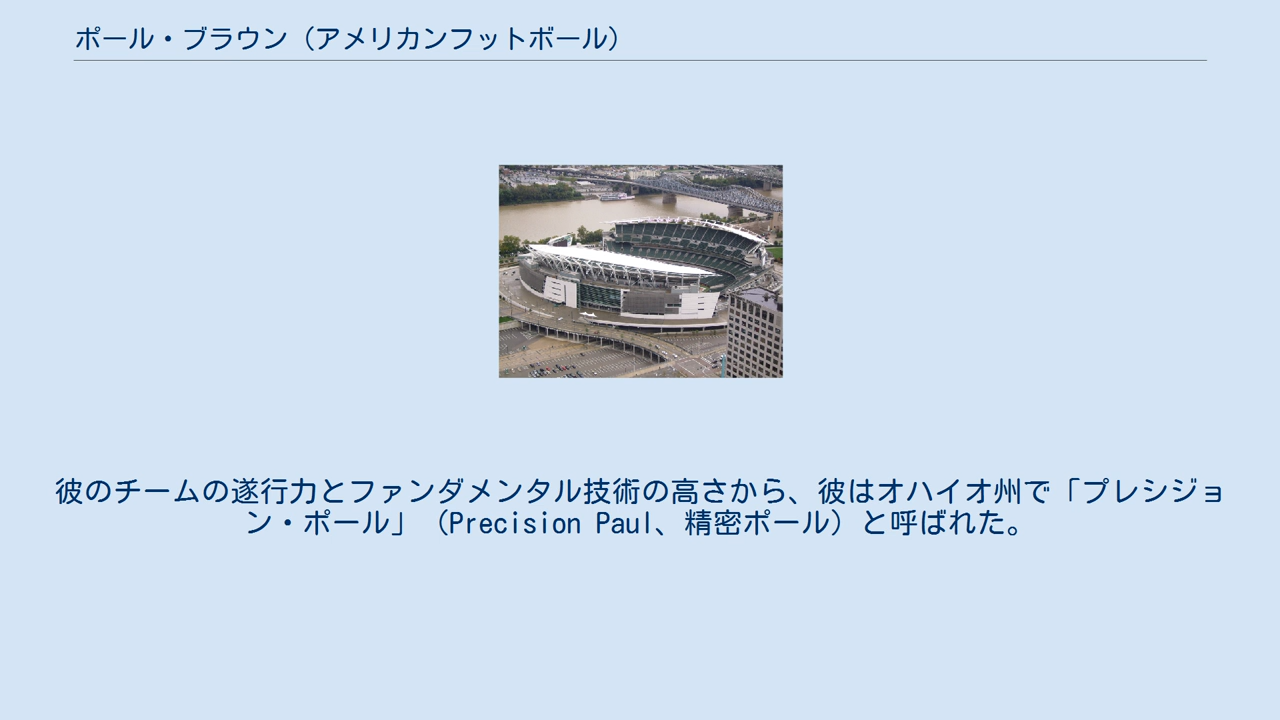 ポール・ブラウン（アメリカンフットボール）
彼のチームの遂行力とファンダメンタル技術の高さから、彼はオハイオ州で「プレシジョ
ン・ポール」（Precision Paul、精密ポール）と呼ばれた。